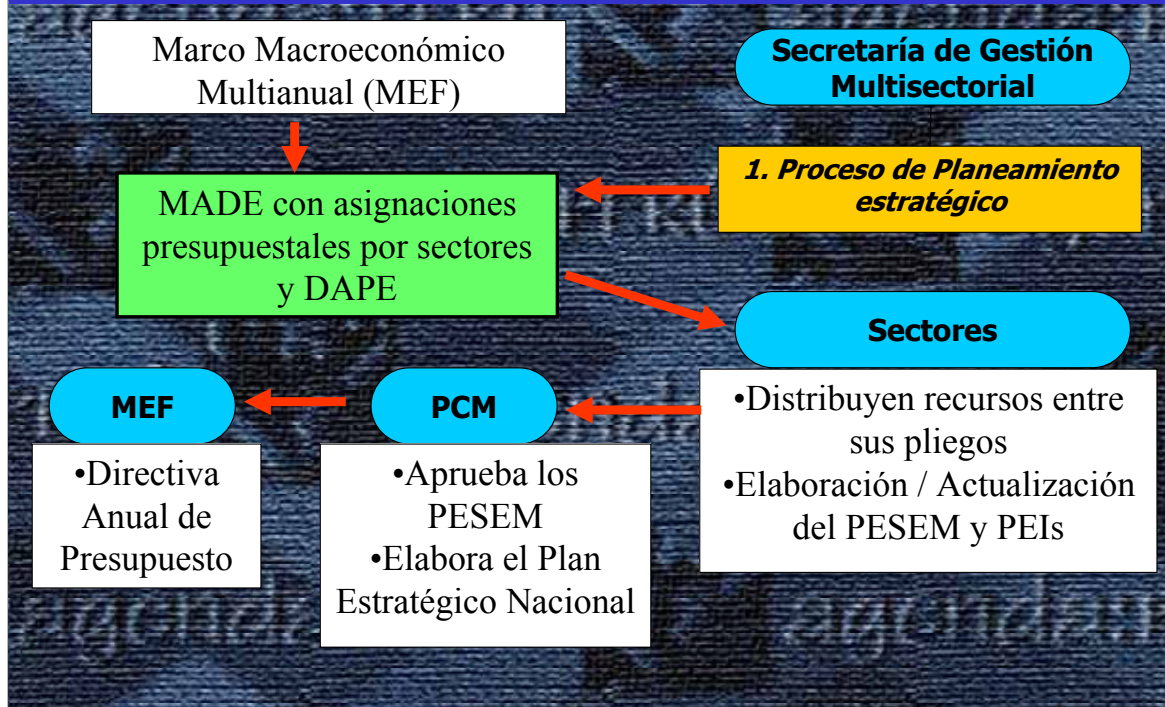 Marco Macroeconómico
Multianual (MEF)
Secretaría de Gestión
Multisectorial
1. Proceso de Planeamiento
estratégico
MADE con asignaciones
presupuestales por sectores
y DAPE
Sectores
•Distribuyen recursos entre
sus pliegos
•Elaboración / Actualización
del PESEM y PEIs
PCM
•Aprueba los
PESEM
•Elabora el Plan
Estratégico Nacional
MEF
•Directiva
Anual de
Presupuesto